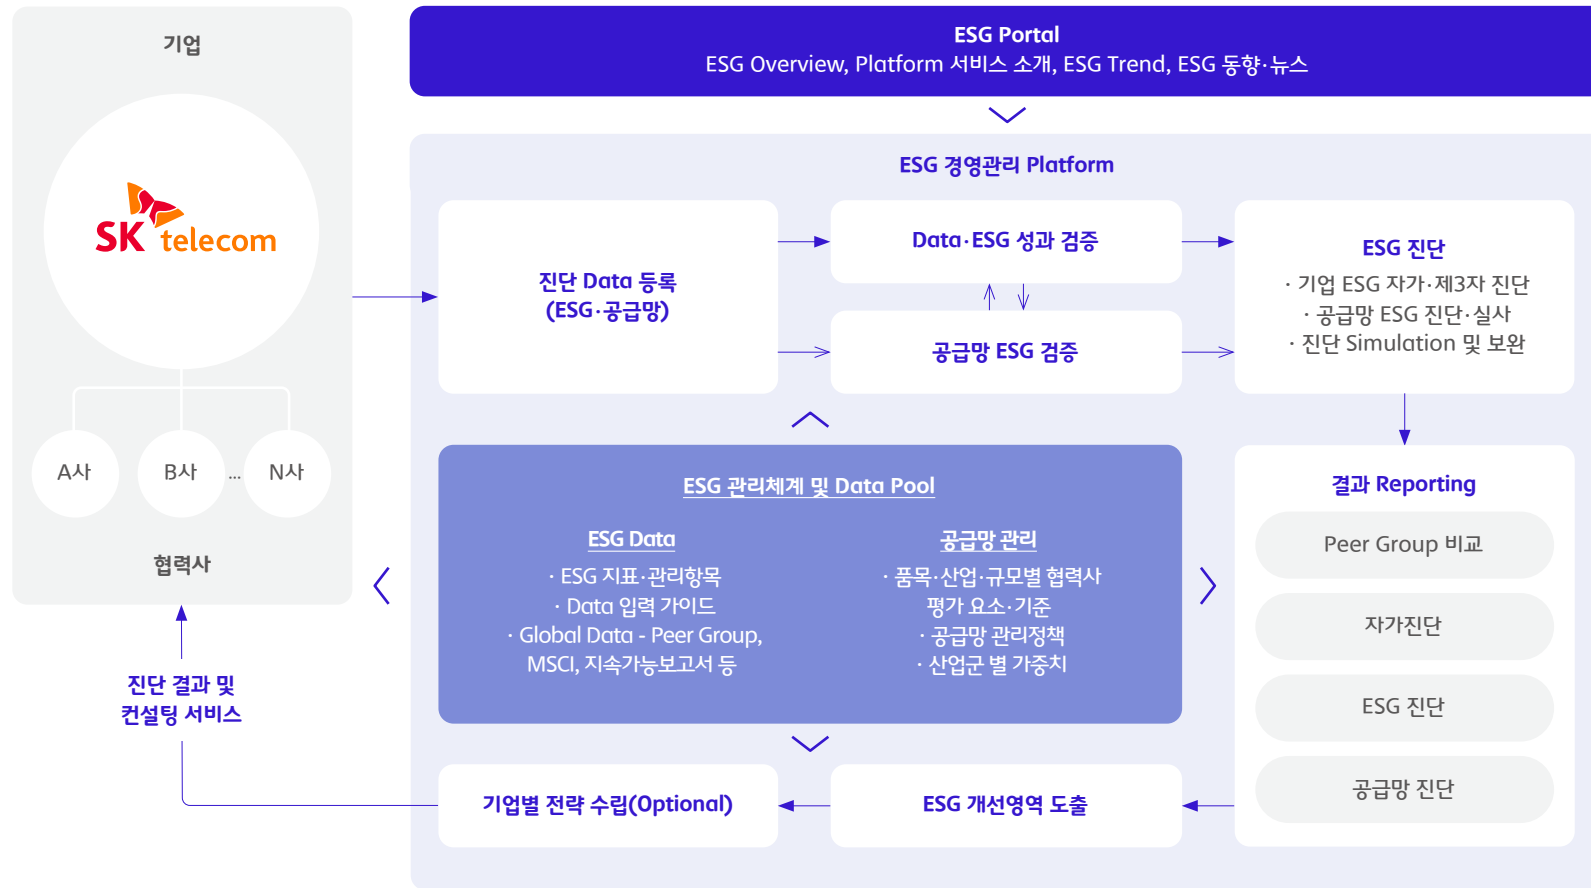 기업
SK telecom
A사
B사
...
N사
협력사
진단 결과 및
컨설팅 서비스
ESG Portal
ESG Overview, Platform 서비스 소개, ESG Trend, ESG 동향·뉴스
ESG 경영관리 Platform
진단 Data 등록
(ESG·공급망)
Data·ESG 성과 검증
공급망 ESG 검증
ESG 진단
· 기업 ESG 자가·제3자 진단
· 공급망 ESG 진단·실사
· 진단 Simulation 및 보완
ESG 관리체계 및 Data Pool
ESG Data
· ESG 지표·관리항목
· Data 입력 가이드
· Global Data - Peer Group,
MSCI, 지속가능보고서 등
공급망 관리
· 품목·산업·규모별 협력사
평가 요소·기준
· 공급망 관리정책
· 산업군 별 가중치
결과 Reporting
Peer Group 비교
자가진단
ESG 진단
공급망 진단
ESG 개선영역 도출
기업별 전략 수립(Optional)